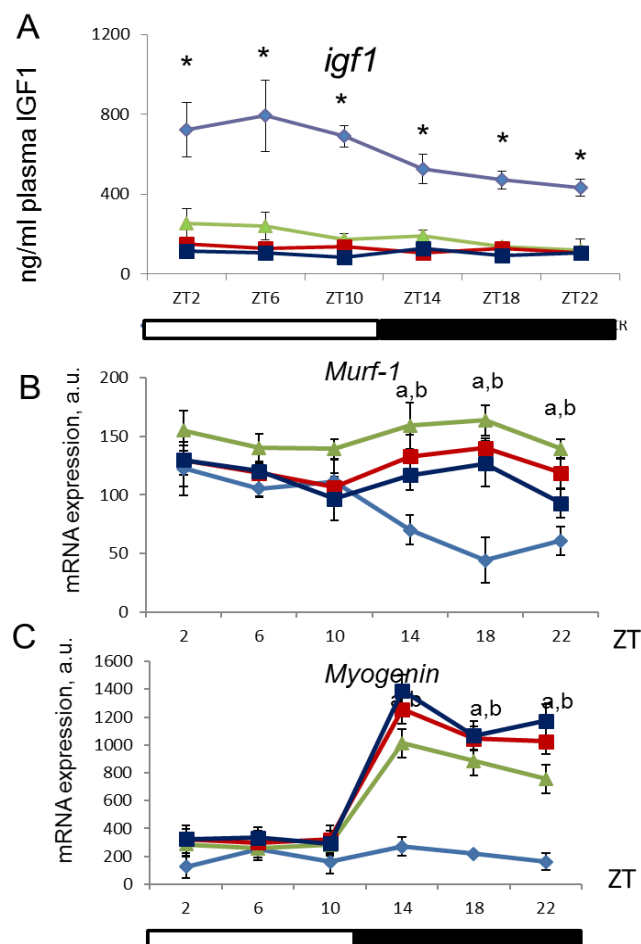 A
igf1
ng/ml plasma IGF1
1200
800
400
0
* * * * * *
ZT2 ZT6 ZT10 ZT14 ZT18 ZT22
B
Murf-1
mRNA expression, a.u.
200
150
100
50
0
a,b a,b a,b
2 6 10 14 18 22 ZT
C
Myogenin
mRNA expression, a.u.
1600
1400
1200
1000
800
600
400
200
0
a,b a,b a,b
2 6 10 14 18 22 ZT